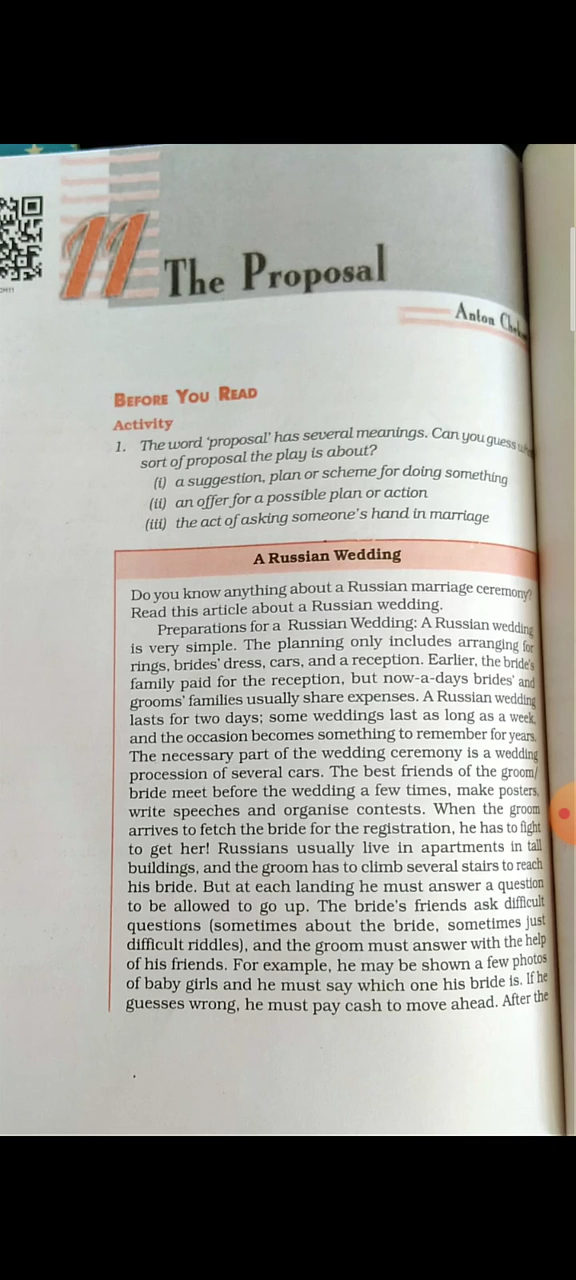 11 The Proposal
Anton
BEFORE YOU READ
Activity
1. The word ‘proposal’ has several meanings. Can you guess
sort of proposal the play is about?
(i) a suggestion, plan or scheme for doing something
(ii) an offer for a possible plan or action
(iii) the act of asking someone’s hand in marriage
A Russian Wedding
Do you know anything about a Russian marriage ceremony?
Read this article about a Russian wedding.
Preparations for a Russian Wedding: A Russian wedding
is very simple. The planning only includes arranging for
rings, brides’ dress, cars, and a reception. Earlier, the bride’s
family paid for the reception, but now-a-days brides’ and
grooms’ families usually share expenses. A Russian wedding
lasts for two days; some weddings last as long as a week,
and the occasion becomes something to remember for years.
The necessary part of the wedding ceremony is a wedding
procession of several cars. The best friends of the groom/
bride meet before the wedding a few times, make posters,
write speeches and organise contests. When the groom
arrives to fetch the bride for the registration, he has to fight
to get her! Russians usually live in apartments in tall
buildings, and the groom has to climb several stairs to reach
his bride. But at each landing he must answer a question
to be allowed to go up. The bride’s friends ask difficult
questions (sometimes about the bride, sometimes just
difficult riddles), and the groom must answer with the help
of his friends. For example, he may be shown a few photos
of baby girls and he must say which one his bride is. If he
guesses wrong, he must pay cash to move ahead. After the